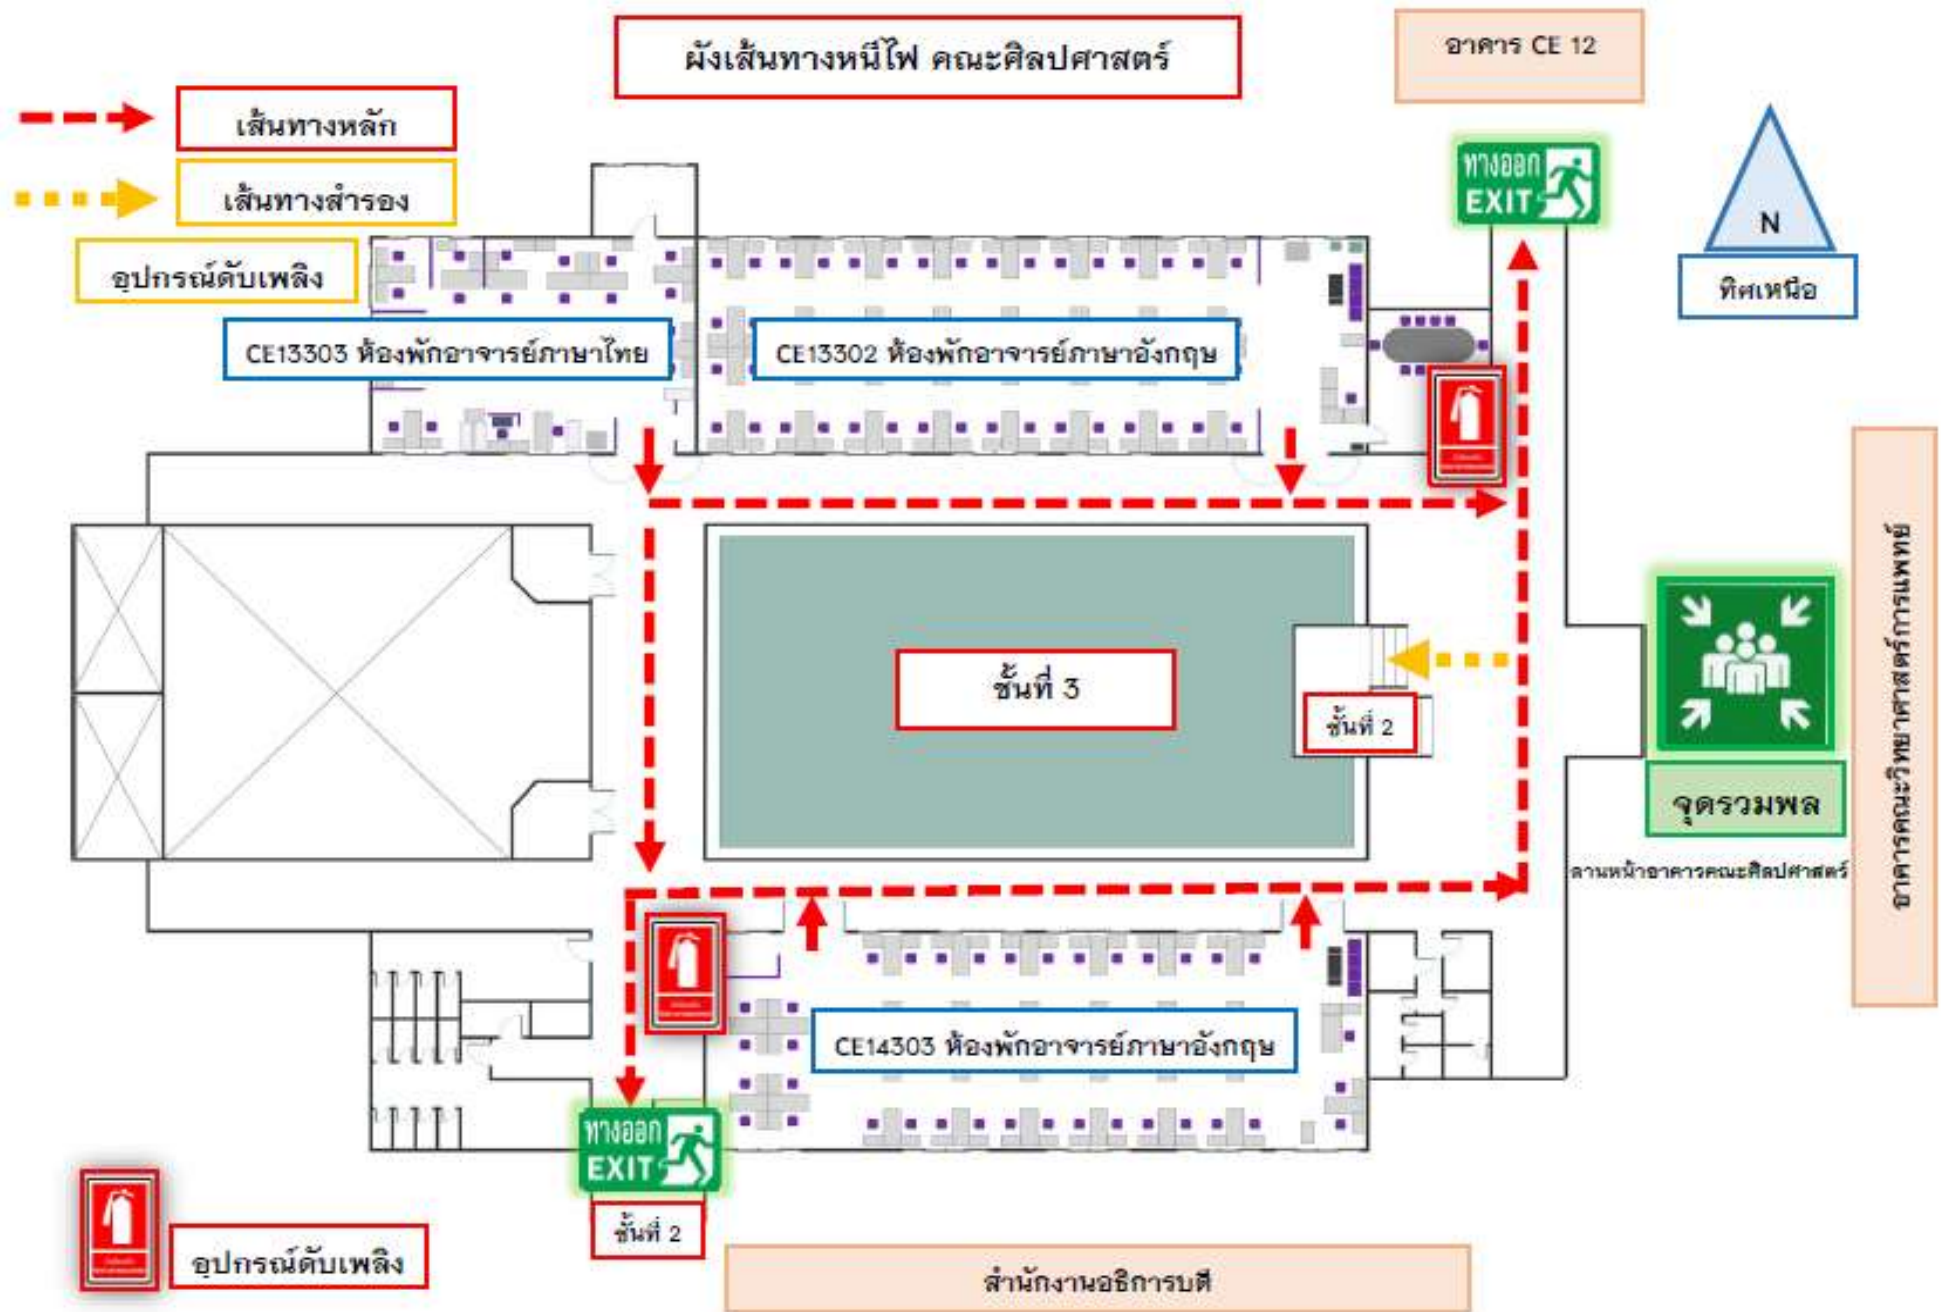 ผังเส้นทางหนีไฟ คณะศิลปศาสตร์
อาคาร CE 12
เส้นทางหลัก
เส้นทางสำรอง
อุปกรณ์ดับเพลิง
ทางออก
EXIT
N
ทิศเหนือ
CE13303 ห้องพักอาจารย์ภาษาไทย
CE13302 ห้องพักอาจารย์ภาษาอังกฤษ
ชั้นที่ 3
ชั้นที่ 2
จุดรวมพล
ลานหน้าอาคารคณะศิลปศาสตร์
อาคารคณะวิทยาศาสตร์การแพทย์
CE14303 ห้องพักอาจารย์ภาษาอังกฤษ
ทางออก
EXIT
ชั้นที่ 2
อุปกรณ์ดับเพลิง
สำนักงานอธิการบดี